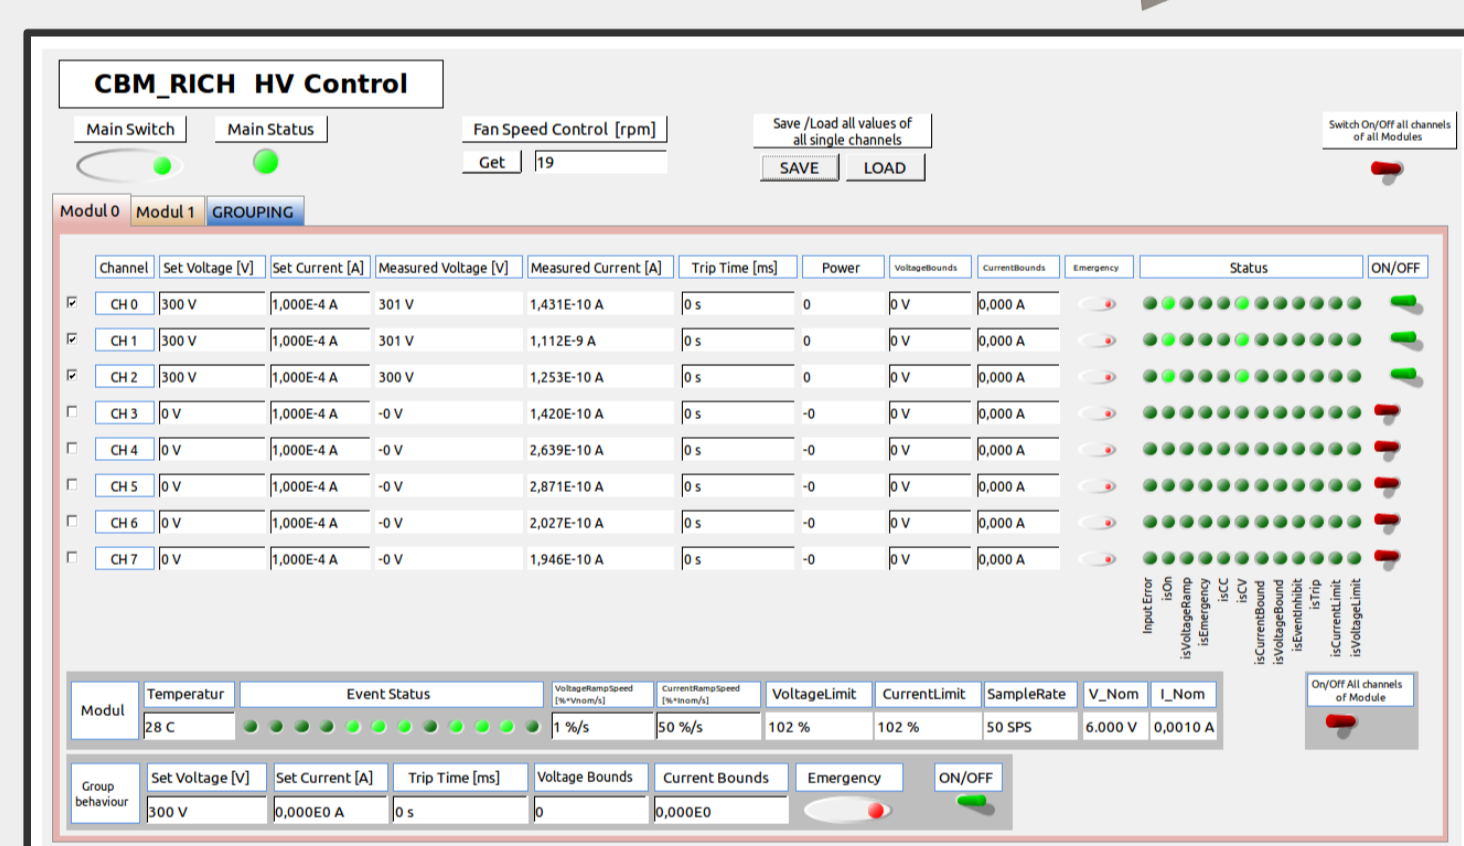 CBM_RICH HV Control
Main Switch Main Status Fan Speed Control [rpm] Save /Load all values of all single channels Switch On/Off all channels of all Modules
Get 19 SAVE LOAD
Modul 0 Modul 1 GROUPING
Channel Set Voltage [V] Set Current [A] Measured Voltage [V] Measured Current [A] Trip Time [ms] Power VoltageBounds CurrentBounds Emergency Status ON/OFF
CH 0 300 V 1,000E-4 A 301 V 1,431E-10 A 0 s 0 0 V 0,000 A
CH 1 300 V 1,000E-4 A 301 V 1,112E-9 A 0 s 0 0 V 0,000 A
CH 2 300 V 1,000E-4 A 300 V 1,253E-10 A 0 s 0 0 V 0,000 A
CH 3 0 V 1,000E-4 A -0 V 1,420E-10 A 0 s -0 0 V 0,000 A
CH 4 0 V 1,000E-4 A -0 V 2,639E-10 A 0 s -0 0 V 0,000 A
CH 5 0 V 1,000E-4 A -0 V 2,871E-10 A 0 s -0 0 V 0,000 A
CH 6 0 V 1,000E-4 A -0 V 2,027E-10 A 0 s -0 0 V 0,000 A
CH 7 0 V 1,000E-4 A -0 V 1,946E-10 A 0 s -0 0 V 0,000 A
Input Error
isOn
isVoltageRamp
isEmergency
isCC
isCV
isCurrentBound
isVoltageBound
isEventInhibit
isTrip
isCurrentLimit
isVoltageLimit
Modul Temperatur Event Status VoltageRampSpeed [%*Vnom/s] CurrentRampSpeed [%*Inom/s] VoltageLimit CurrentLimit SampleRate V_Nom I_Nom On/Off All channels of Module
28 C 1 %/s 50 %/s 102 % 102 % 50 SPS 6.000 V 0,0010 A
Group behaviour Set Voltage [V] Set Current [A] Trip Time [ms] Voltage Bounds Current Bounds Emergency ON/OFF
300 V 0,000E0 A 0 s 0 0,000E0